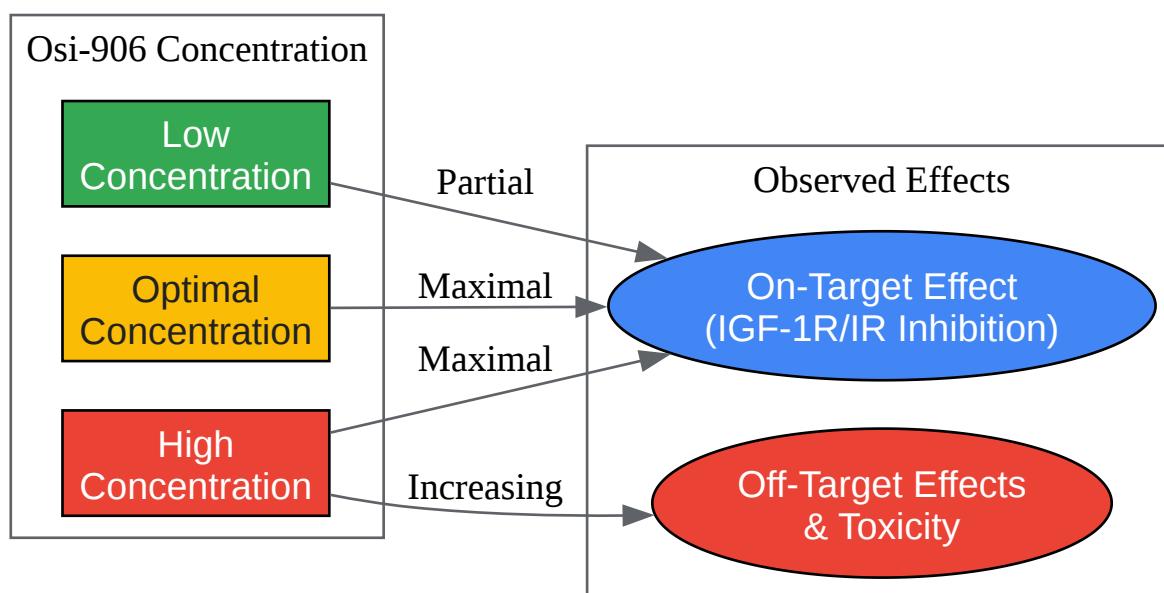 Osi-906 Concentration
Low
Concentration
Optimal
Concentration
High
Concentration
Partial
Maximal
Maximal
Increasing
Observed Effects
On-Target Effect
(IGF-1R/IR Inhibition)
Off-Target Effects
& Toxicity